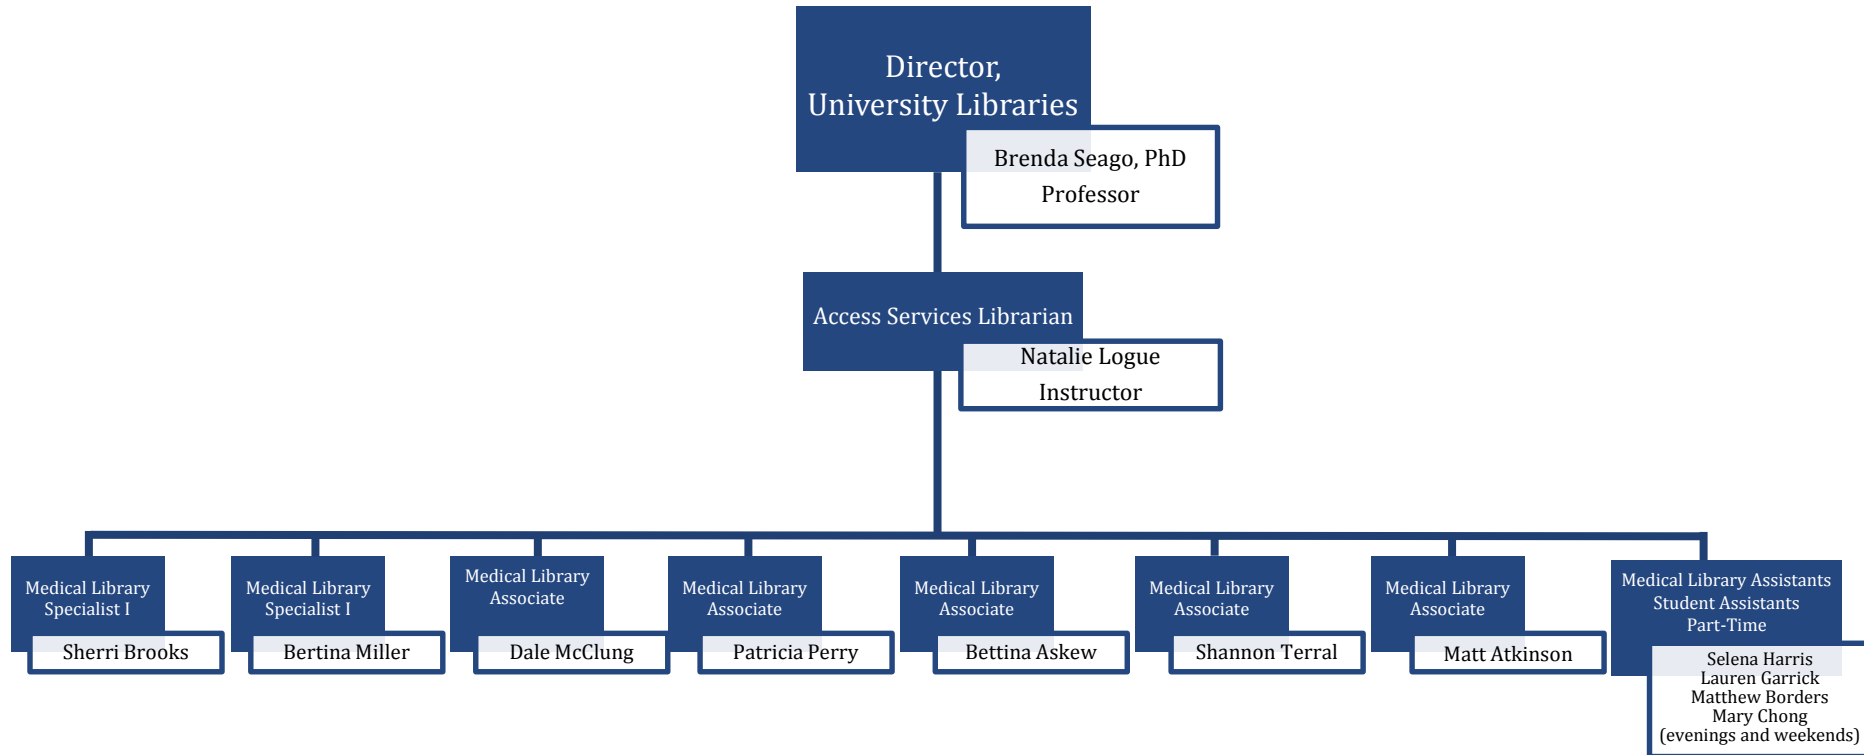 Director,
University Libraries
Brenda Seago, PhD
Professor
Access Services Librarian
Natalie Logue
Instructor
Medical Library
Specialist I
Sherri Brooks
Medical Library
Specialist I
Bertina Miller
Medical Library
Associate
Dale McClung
Medical Library
Associate
Patricia Perry
Medical Library
Associate
Bettina Askew
Medical Library
Associate
Shannon Terral
Medical Library
Associate
Matt Atkinson
Medical Library Assistants
Student Assistants
Part-Time
Selena Harris
Lauren Garrick
Matthew Borders
Mary Chong
(evenings and weekends)